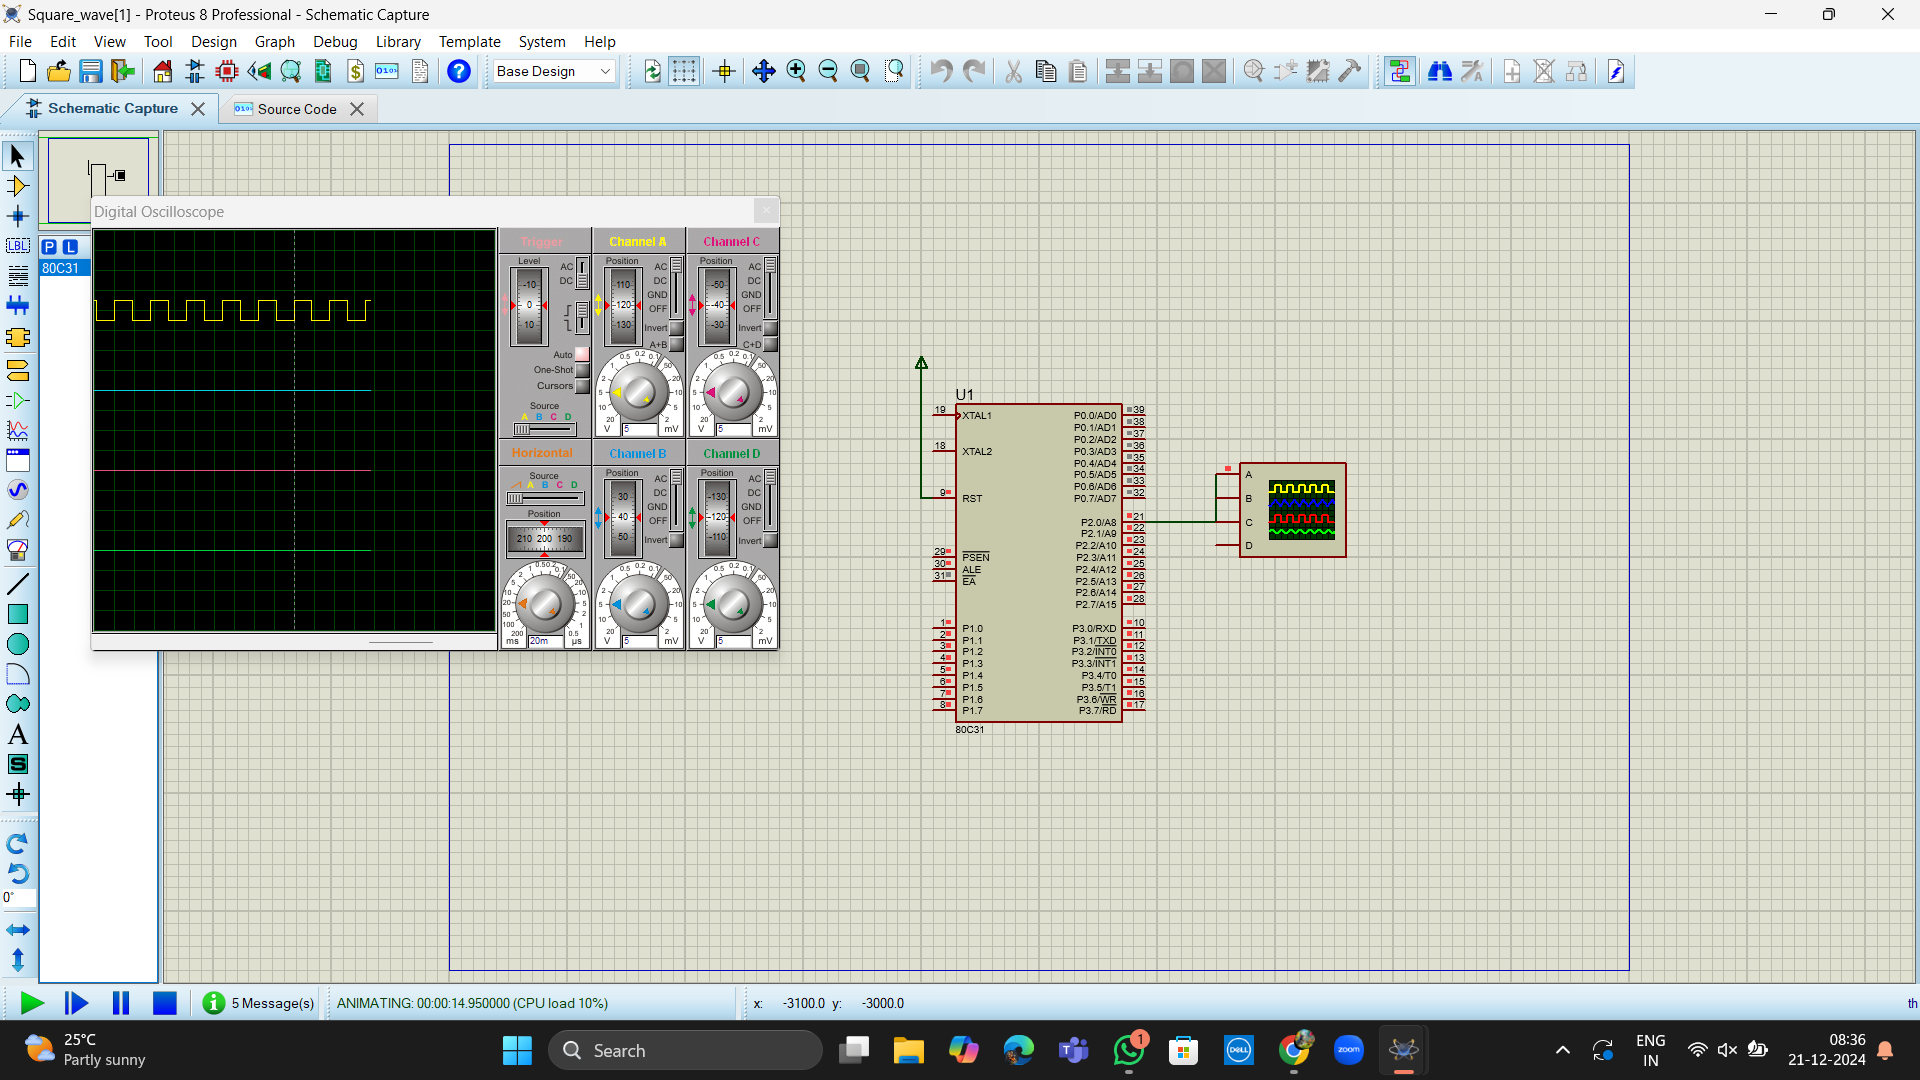 Square_wave[1] - Proteus 8 Professional - Schematic Capture
File Edit View Tool Design Graph Debug Library Template System Help
Base Design
Schematic Capture
Source Code
P L
80C31
LBL
Digital Oscilloscope
Trigger
Level
-10
0
10
AC
DC
Auto
One-Shot
Cursors
Source
A B C D
Channel A
Position
110
-120
-130
AC
DC
GND
OFF
Invert
A+B
V 5 mV
Channel C
Position
-50
-40
-30
AC
DC
GND
OFF
Invert
C+D
V 5 mV
Horizontal
Source
A B C D
Position
210 200 190
ms 20m µs
Channel B
Position
30
40
50
AC
DC
GND
OFF
Invert
V 5 mV
Channel D
Position
-130
-120
-110
AC
DC
GND
OFF
Invert
V 5 mV
U1
19 XTAL1
18 XTAL2
9 RST
29 PSEN
30 ALE
31 EA
1 P1.0
2 P1.1
3 P1.2
4 P1.3
5 P1.4
6 P1.5
7 P1.6
8 P1.7
P0.0/AD0 39
P0.1/AD1 38
P0.2/AD2 37
P0.3/AD3 36
P0.4/AD4 35
P0.5/AD5 34
P0.6/AD6 33
P0.7/AD7 32
P2.0/A8 21
P2.1/A9 22
P2.2/A10 23
P2.3/A11 24
P2.4/A12 25
P2.5/A13 26
P2.6/A14 27
P2.7/A15 28
P3.0/RXD 10
P3.1/TXD 11
P3.2/INT0 12
P3.3/INT1 13
P3.4/T0 14
P3.5/T1 15
P3.6/WR 16
P3.7/RD 17
80C31
A
B
C
D
0°
5 Message(s)
ANIMATING: 00:00:14.950000 (CPU load 10%)
x: -3100.0 y: -3000.0
th
25°C
Partly sunny
Search
1
DELL
zoom
ENG
IN
08:36
21-12-2024